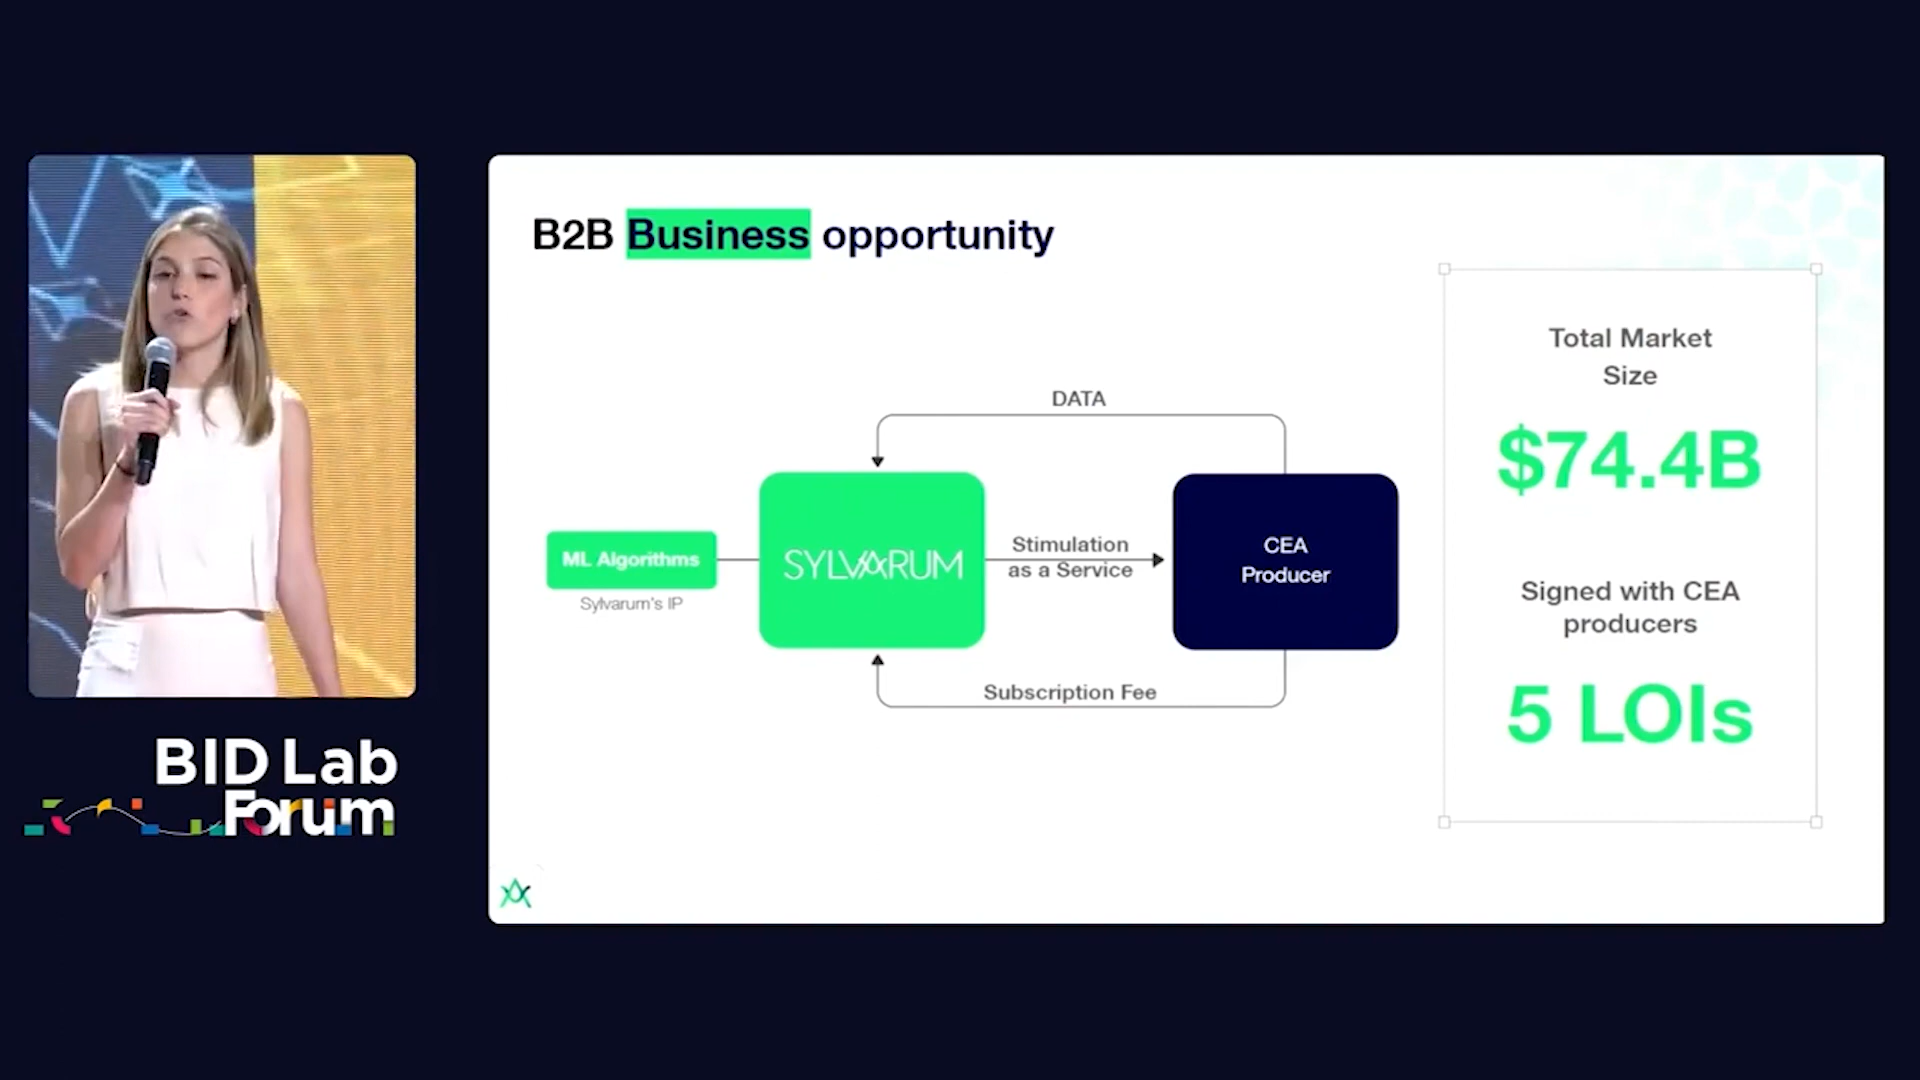 B2B Business opportunity
DATA
ML Algorithms
Sylvarum's IP
SYLVARUM
Stimulation
as a Service
CEA
Producer
Subscription Fee
Total Market
Size
$74.4B
Signed with CEA
producers
5 LOIs
BID Lab
Forum